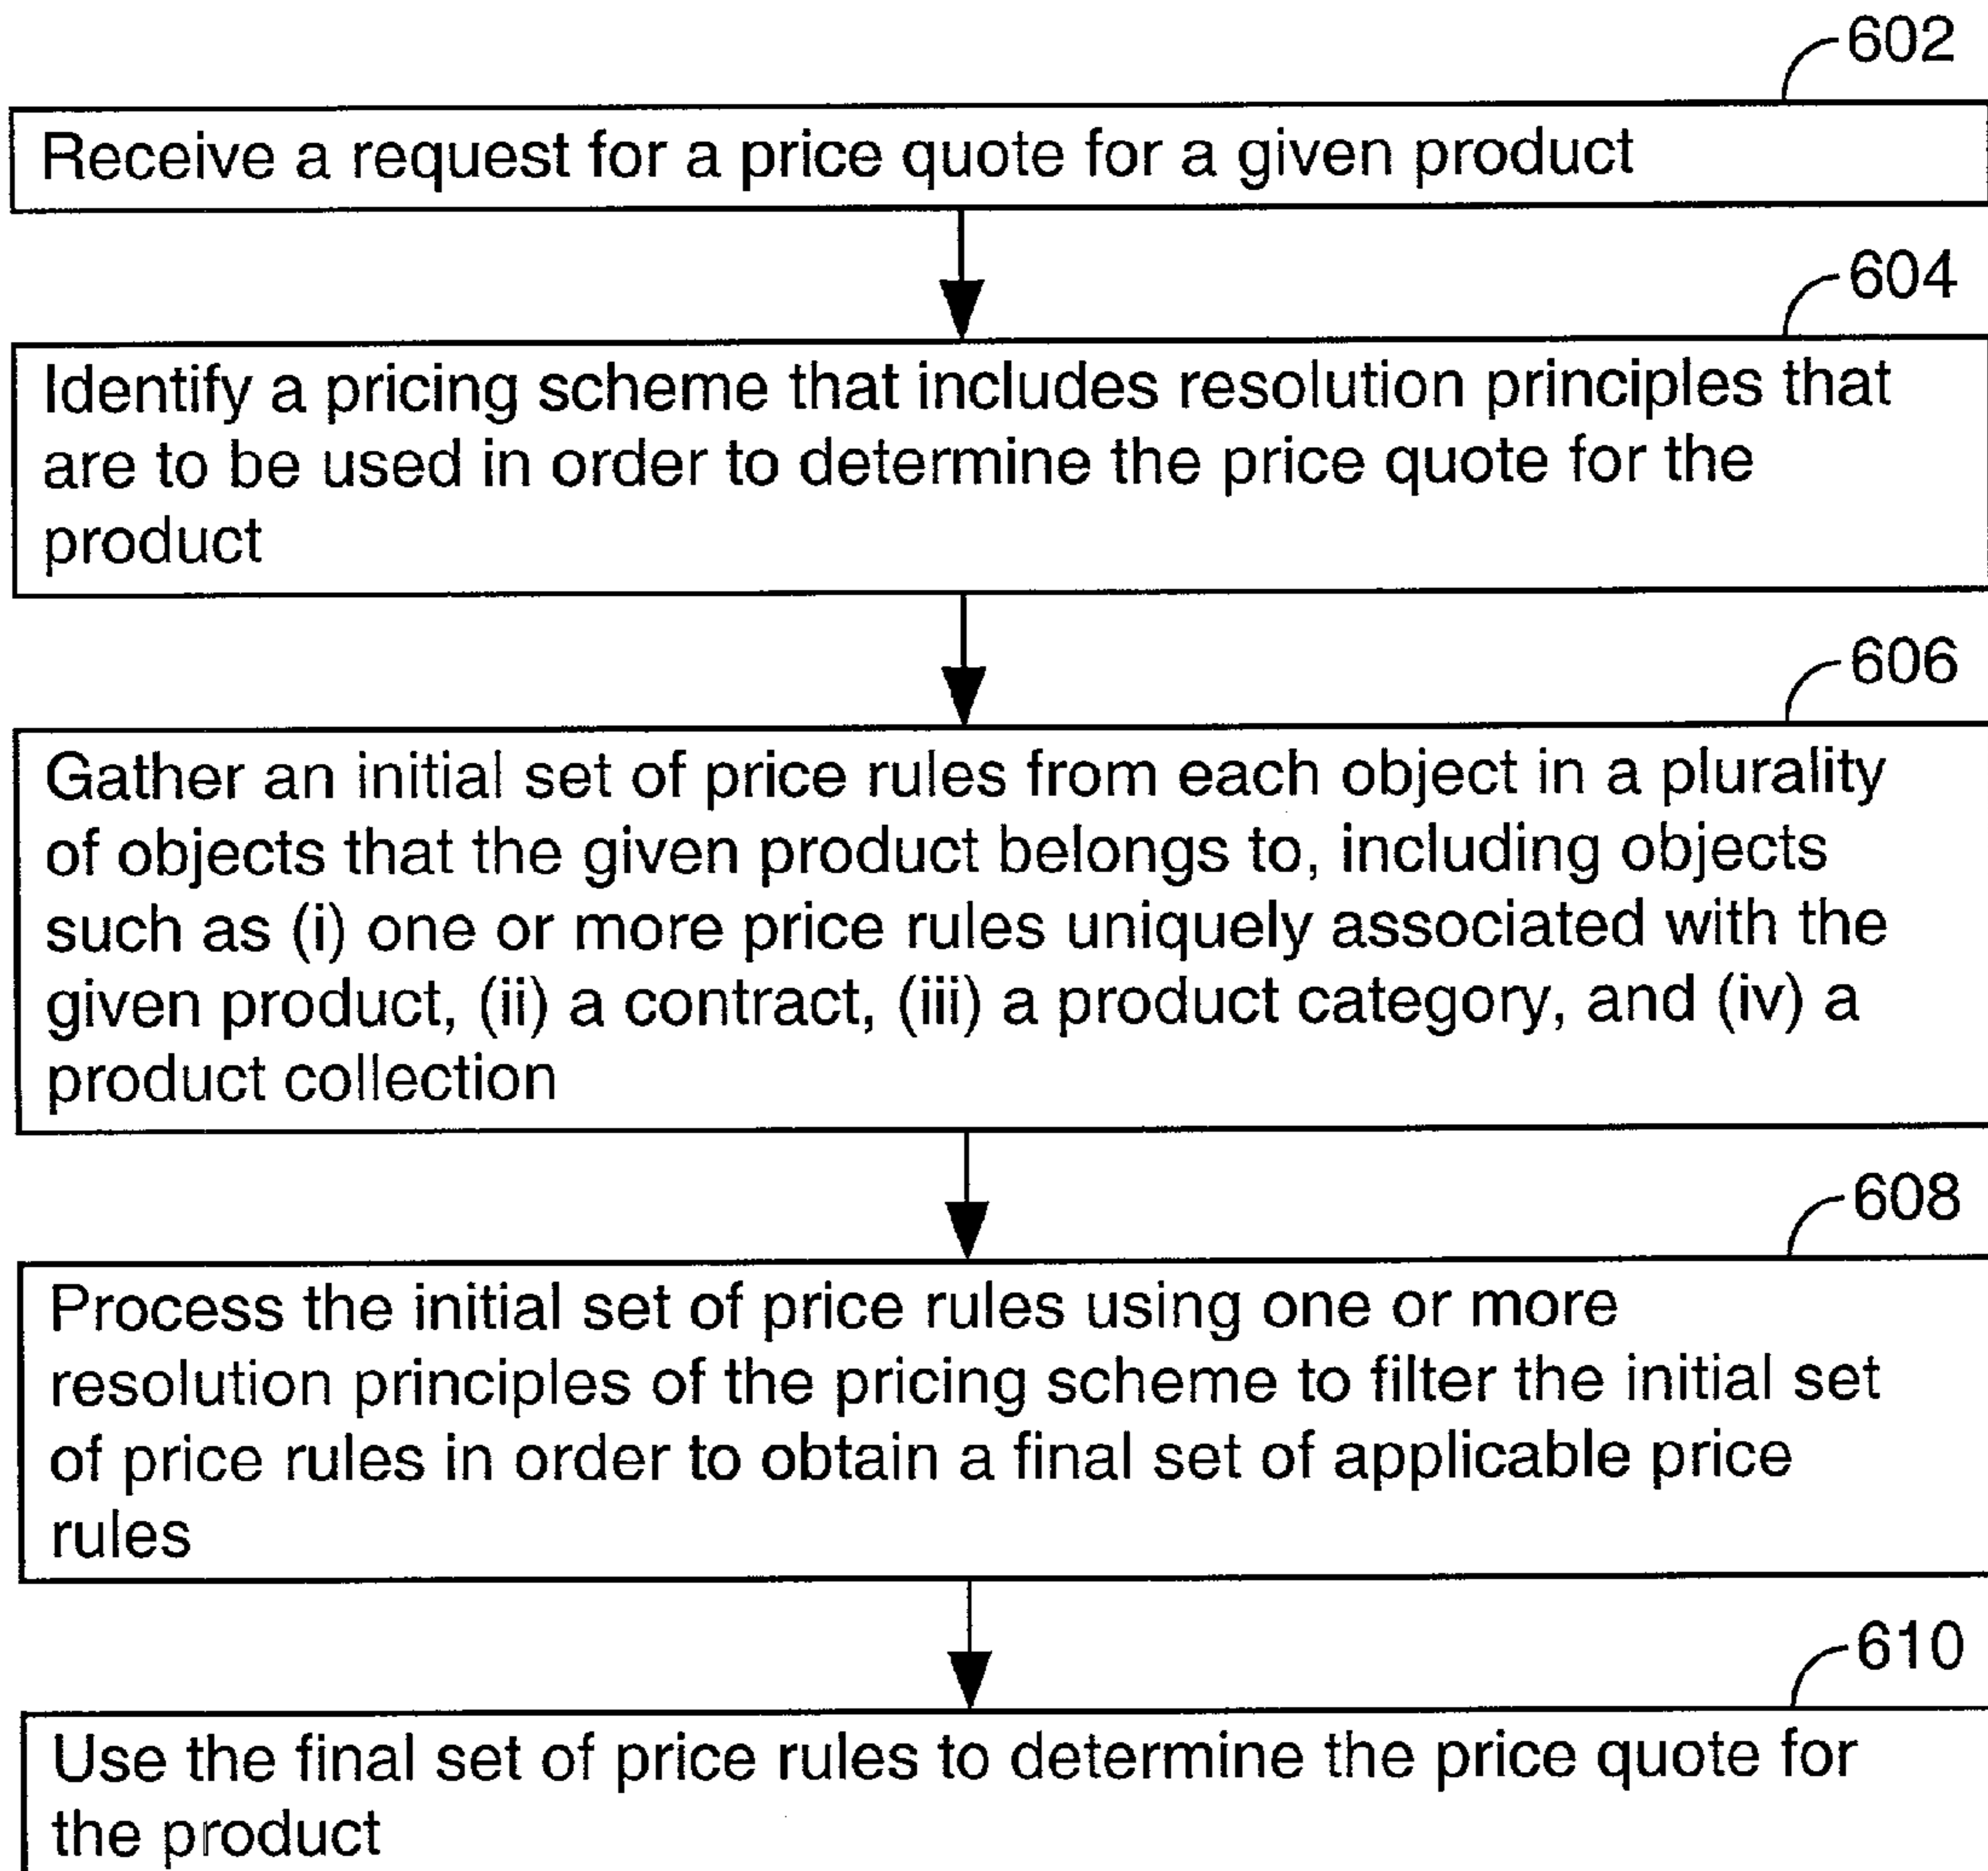 602
Receive a request for a price quote for a given product
604
Identify a pricing scheme that includes resolution principles that
are to be used in order to determine the price quote for the
product
606
Gather an initial set of price rules from each object in a plurality
of objects that the given product belongs to, including objects
such as (i) one or more price rules uniquely associated with the
given product, (ii) a contract, (iii) a product category, and (iv) a
product collection
608
Process the initial set of price rules using one or more
resolution principles of the pricing scheme to filter the initial set
of price rules in order to obtain a final set of applicable price
rules
610
Use the final set of price rules to determine the price quote for
the product